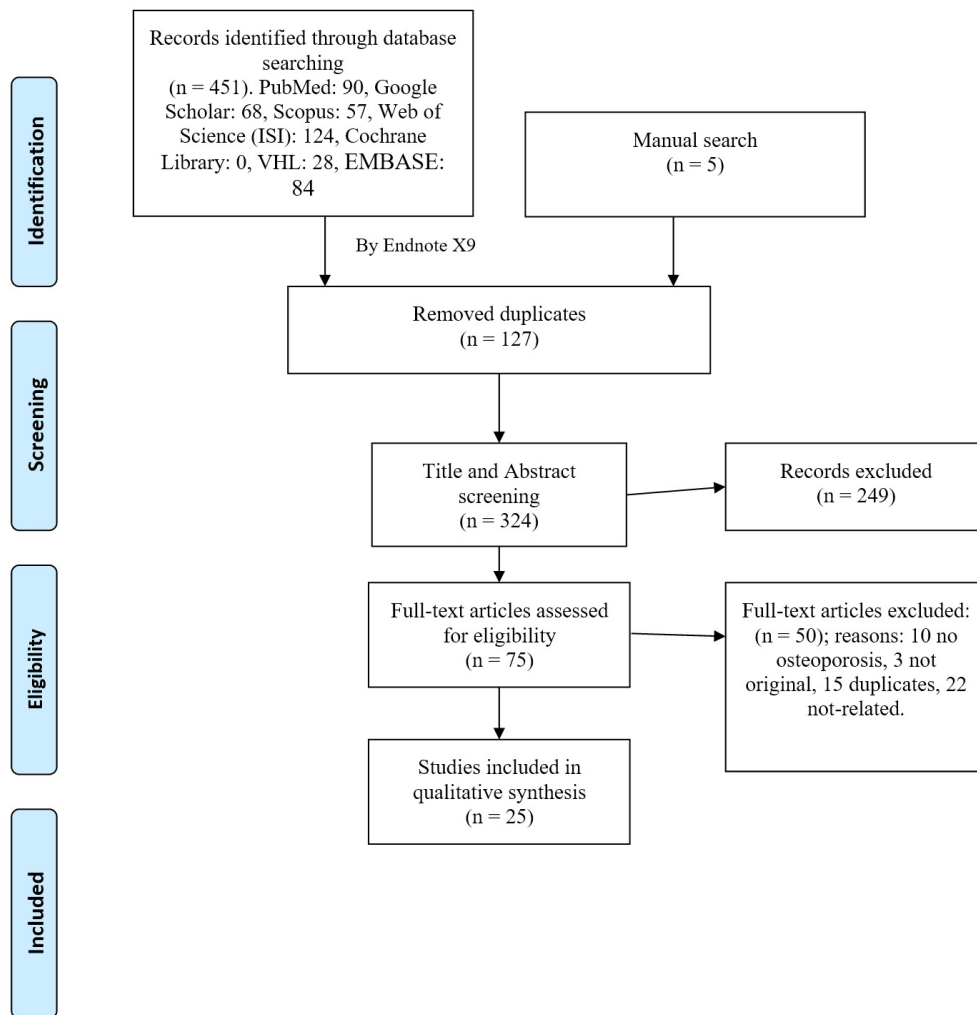 Records identified through database
searching
(n = 451). PubMed: 90, Google
Scholar: 68, Scopus: 57, Web of
Science (ISI): 124, Cochrane
Library: 0, VHL: 28, EMBASE:
84
Manual search
(n = 5)
Identification
By Endnote X9
Removed duplicates
(n = 127)
Screening
Title and Abstract
screening
(n = 324)
Records excluded
(n = 249)
Eligibility
Full-text articles assessed
for eligibility
(n = 75)
Full-text articles excluded:
(n = 50); reasons: 10 no
osteoporosis, 3 not
original, 15 duplicates, 22
not-related.
Studies included in
qualitative synthesis
(n = 25)
Included